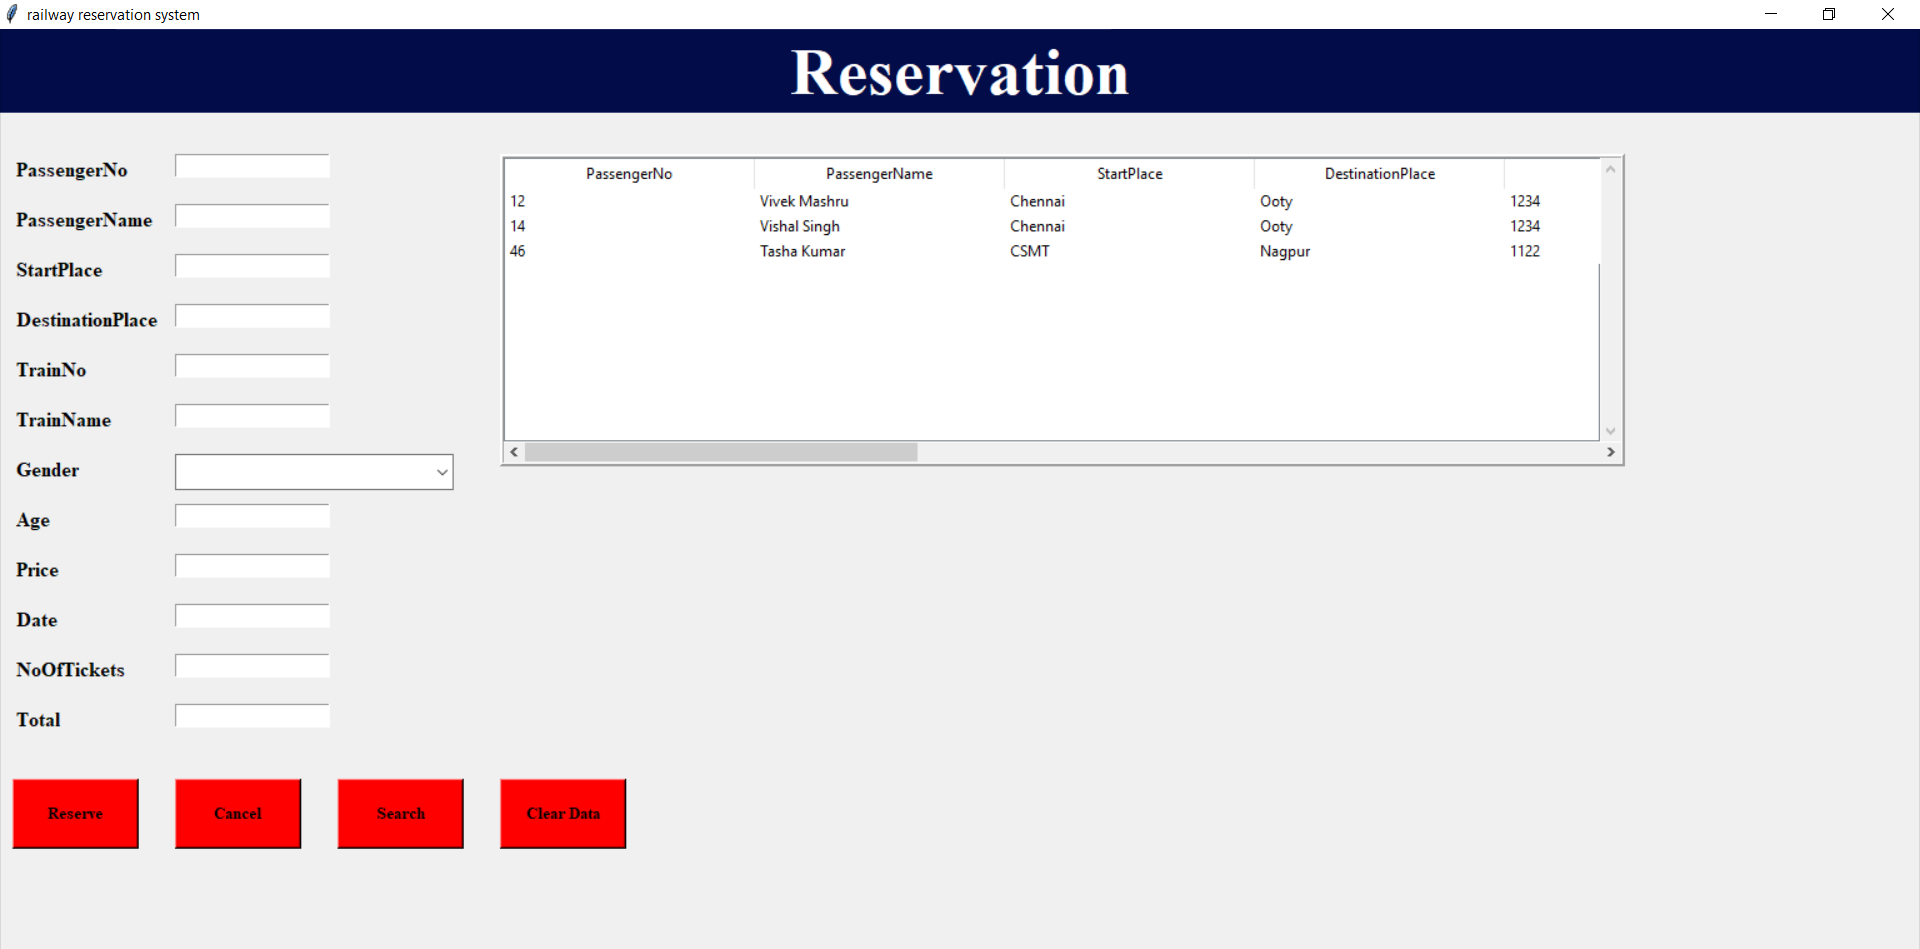 railway reservation system
Reservation
PassengerNo
PassengerName
StartPlace
DestinationPlace
TrainNo
TrainName
Gender
Age
Price
Date
NoOfTickets
Total
PassengerNo PassengerName StartPlace DestinationPlace
12 Vivek Mashru Chennai Ooty 1234
14 Vishal Singh Chennai Ooty 1234
46 Tasha Kumar CSMT Nagpur 1122
Reserve Cancel Search Clear Data